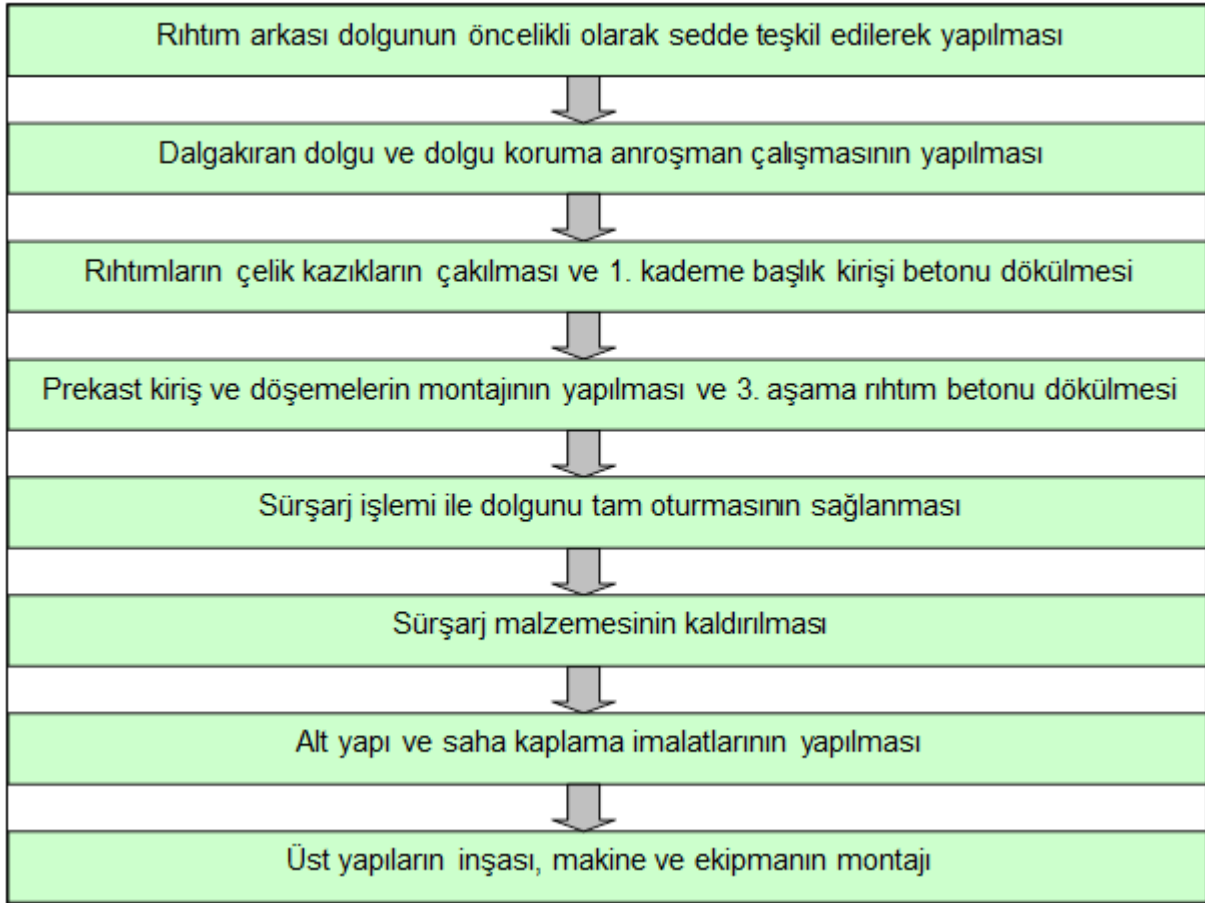 Rıhtım arkası dolgunun öncelikli olarak sedde teşkil edilerek yapılması
Dalgakıran dolgu ve dolgu koruma anroşman çalışmasının yapılması
Rıhtımların çelik kazıkların çakılması ve 1. kademe başlık kirişi betonu dökülmesi
Prekast kiriş ve döşemelerin montajının yapılması ve 3. aşama rıhtım betonu dökülmesi
Sürşarj işlemi ile dolgunu tam oturmasının sağlanması
Sürşarj malzemesinin kaldırılması
Alt yapı ve saha kaplama imalatlarının yapılması
Üst yapıların inşası, makine ve ekipmanın montajı